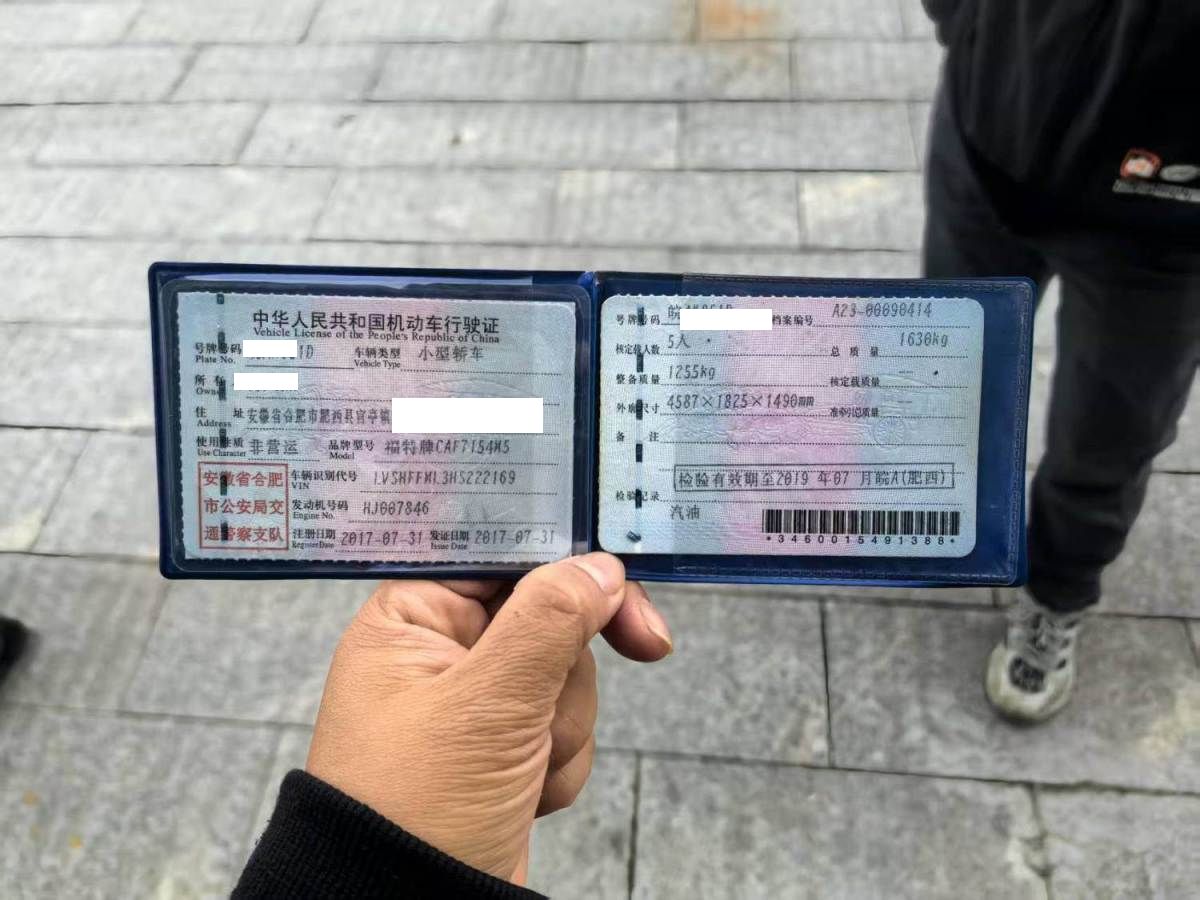 中华人民共和国机动车行驶证
Vehicle License of the People's Republic of China
号牌号码 1D 车辆类型 小型轿车
Plate No. Vehicle Type
所有
Owner
住 址 安徽省合肥市肥西县官亭镇
Address
使用性质 非营运 品牌型号 福特牌CAF7154M5
Use Character Model
安徽省合肥
市公安局交
通警察支队
车辆识别代号 LVSHFFML3HS222169
VIN
发动机号码 HJ007846
Engine No.
注册日期 2017-07-31 发证日期 2017-07-31
Register Date Issue Date
号牌号码 皖 档案编号 A23-00090414
核定载人数 5人 总质量 1630kg
整备质量 1255kg 核定载质量 --
外廓尺寸 4587×1825×1490mm 准牵引总质量 --
备 注
检验有效期至2019 年07 月皖A(肥西)
检验记录
汽油
*3460015491388*